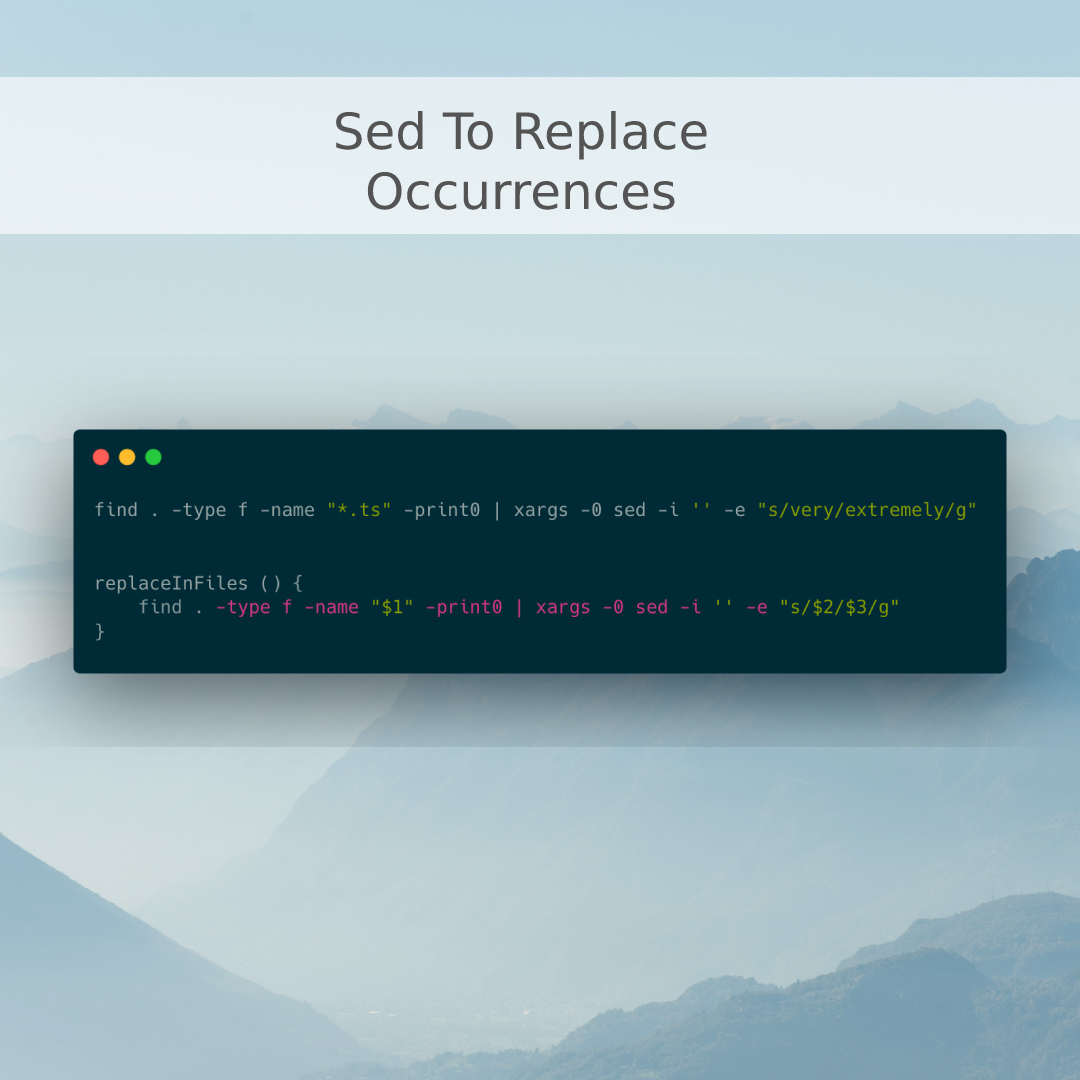 Sed To Replace
Occurrences
find . -type f -name "*.ts" -print0 | xargs -0 sed -i '' -e "s/very/extremely/g"
replaceInFiles () {
    find . -type f -name "$1" -print0 | xargs -0 sed -i '' -e "s/$2/$3/g"
}